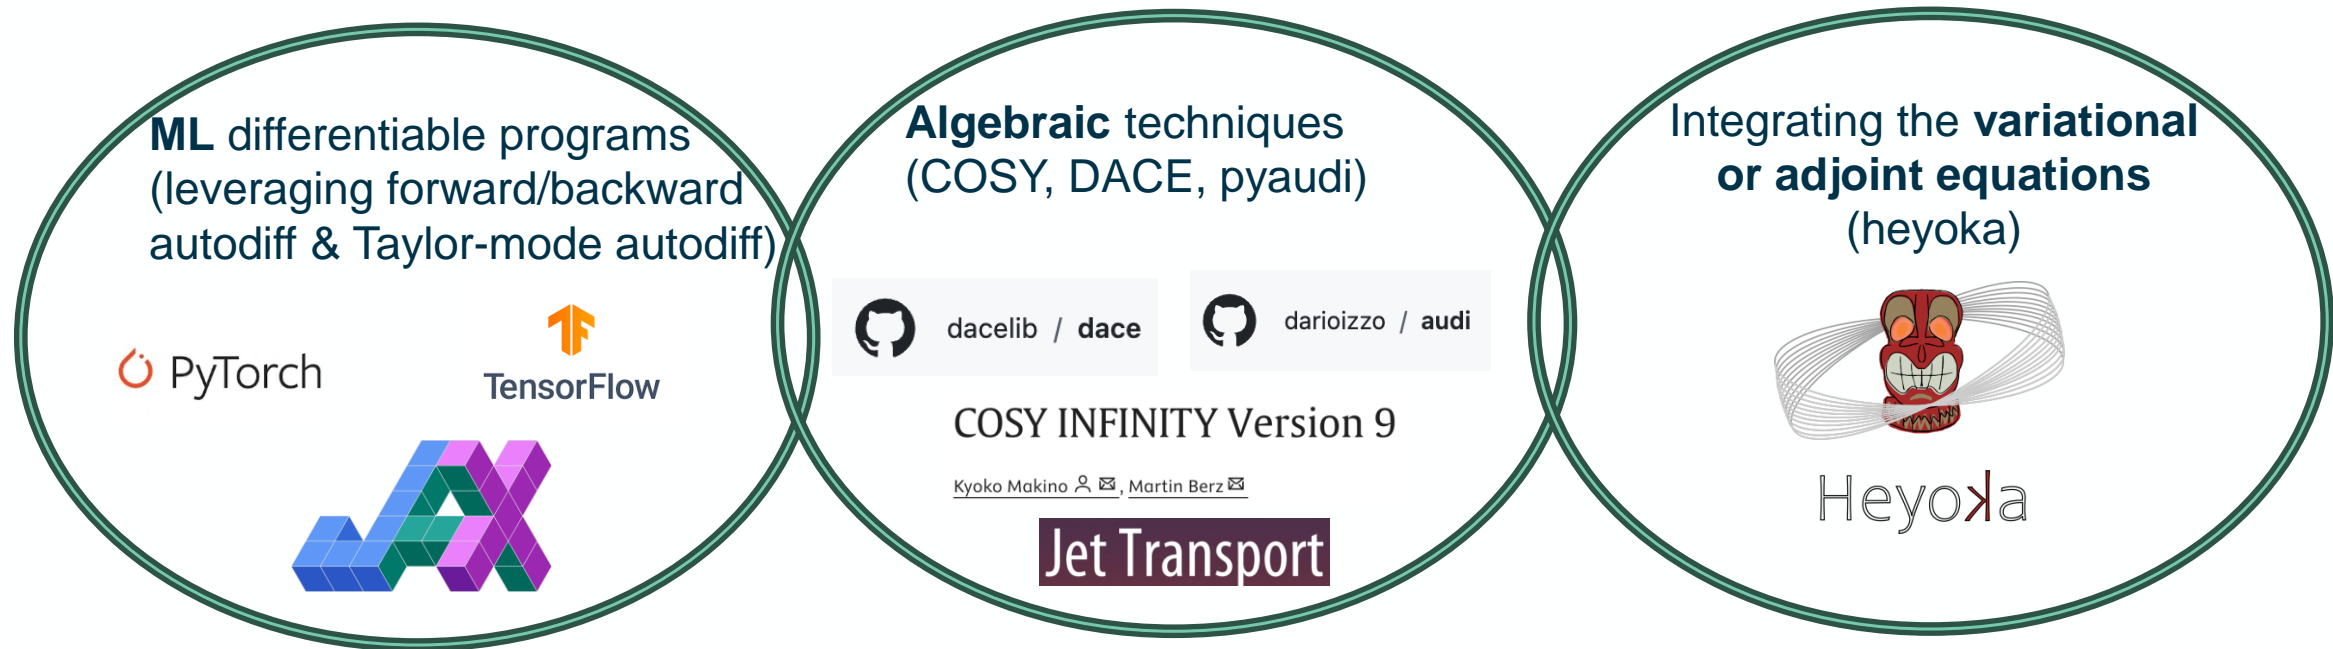 ML differentiable programs
(leveraging forward/backward
autodiff & Taylor-mode autodiff)
PyTorch
TensorFlow
JAX
Algebraic techniques
(COSY, DACE, pyaudi)
dacelib / dace
darioizzo / audi
COSY INFINITY Version 9
Kyoko Makino, Martin Berz
Jet Transport
Integrating the variational
or adjoint equations
(heyoka)
Heyoka